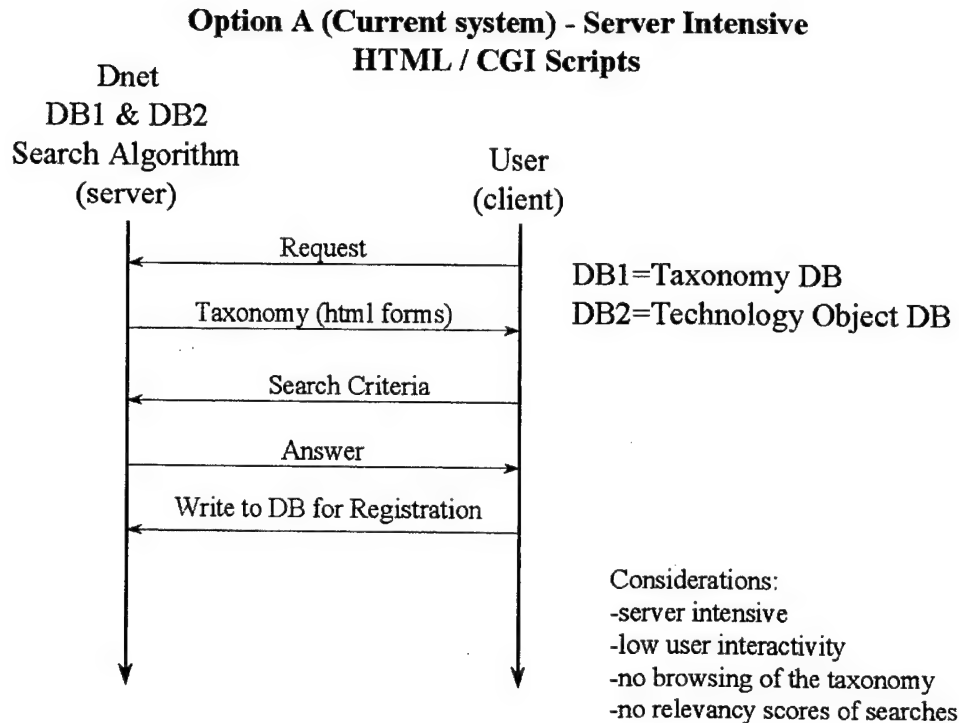 Option A (Current system) - Server Intensive
HTML / CGI Scripts
Dnet
DB1 & DB2
Search Algorithm
(server)
User
(client)
Request
Taxonomy (html forms)
Search Criteria
Answer
Write to DB for Registration
DB1=Taxonomy DB
DB2=Technology Object DB
Considerations:
-server intensive
-low user interactivity
-no browsing of the taxonomy
-no relevancy scores of searches